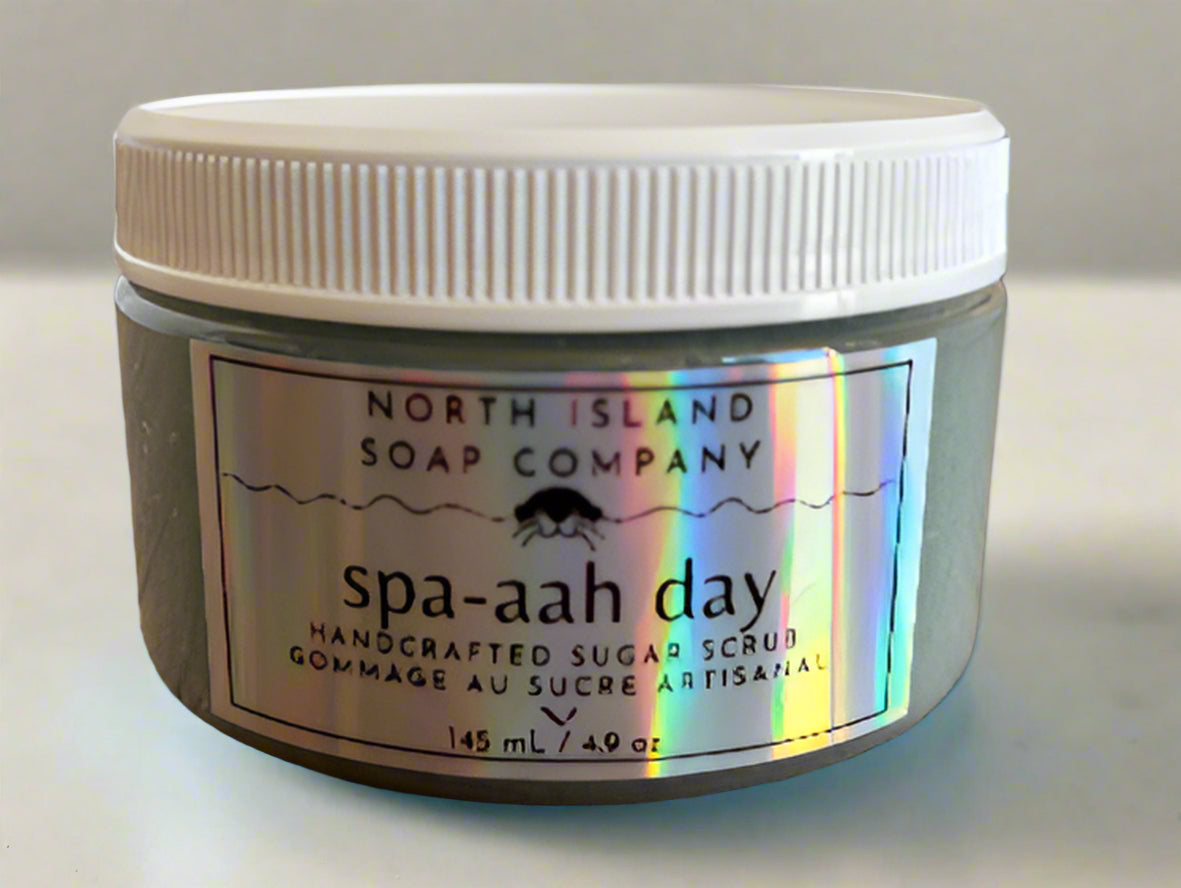 NORTH ISLAND
SOAP COMPANY
spa-aah day
HANDCRAFTED SUGAR SCRUB
GOMMAGE AU SUCRE ARTISANAL
145 mL / 4.9 oz